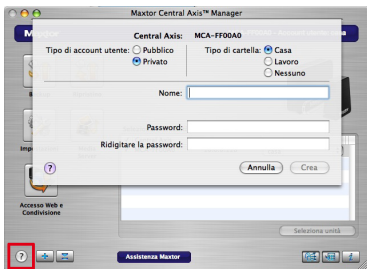 Maxtor Central Axis™ Manager
Central Axis: MCA-FF00A0
Tipo di account utente: Pubblico
Privato
Tipo di cartella: Casa
Lavoro
Nessuno
Nome:
Password:
Ridigitare la password:
?
Annulla
Crea
Accesso Web e
Condivisione
Seleziona unità
?
Assistenza Maxtor